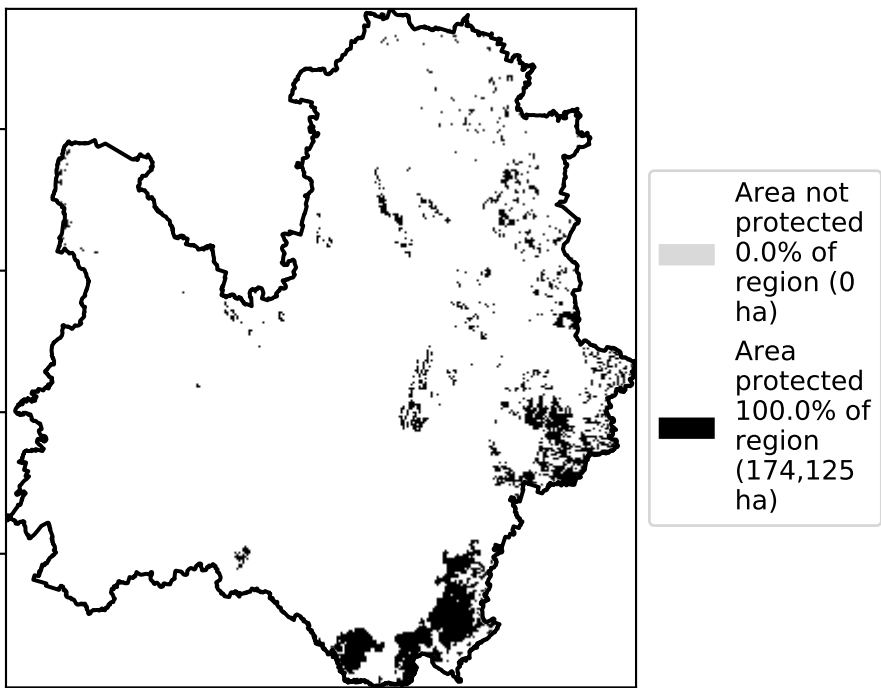 Area not
protected
0.0% of
region (0
ha)
Area
protected
100.0% of
region
(174,125
ha)